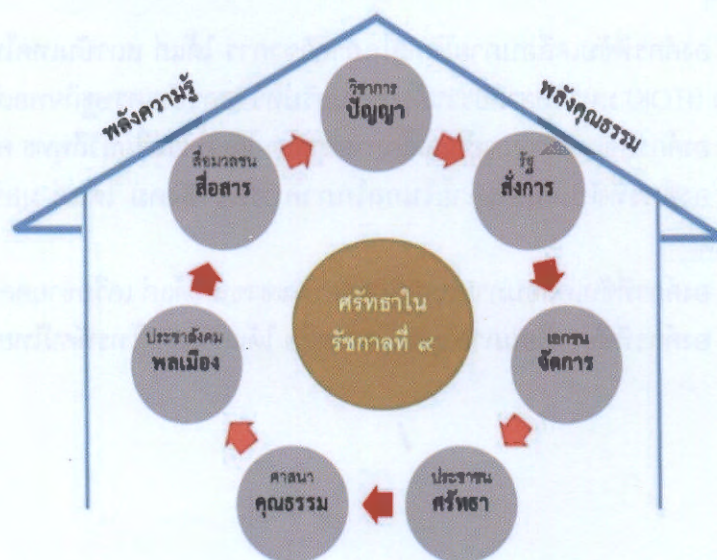 พลังความรู้
พลังคุณธรรม
วิชาการ
ปัญญา
รัฐ
สั่งการ
เอกชน
จัดการ
ประชาชน
ศรัทธา
ศาสนา
คุณธรรม
ประชาสังคม
พลเมือง
สื่อมวลชน
สื่อสาร
ศรัทธาใน
รัชกาลที่ ๙